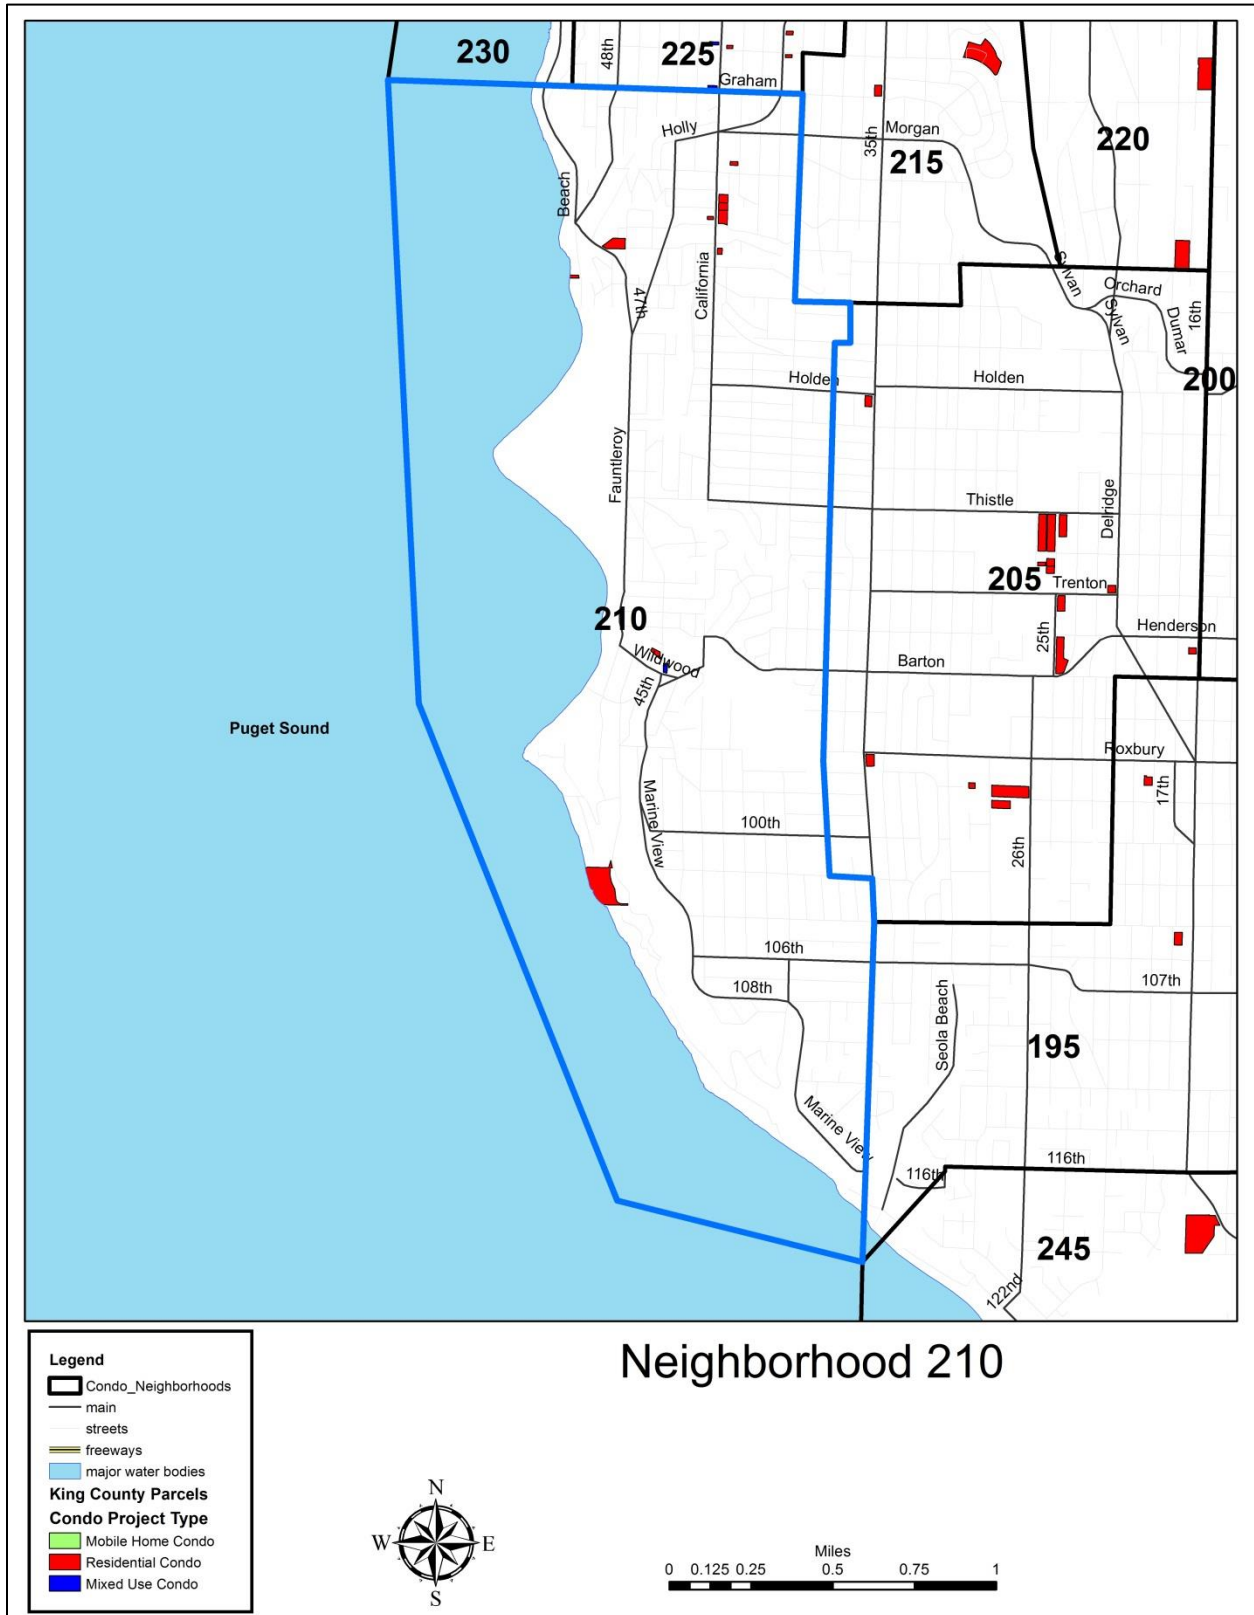 230
48th
225
Graham
35th
Morgan
215
220
Holly
Beach
California
47th
Sylvan
Orchard
Sylvan
Dumar
16th
200
Holden
Holden
Fauntleroy
Thistle
Delridge
205
Trenton
210
Wildwood
45th
25th
Henderson
Barton
Puget Sound
Roxbury
17th
Marine View
100th
26th
106th
108th
107th
Seola Beach
195
Marine View
116th
116th
245
122nd
Neighborhood 210
Legend
Condo_Neighborhoods
main
streets
freeways
major water bodies
King County Parcels
Condo Project Type
Mobile Home Condo
Residential Condo
Mixed Use Condo
N
W
E
S
Miles
0 0.125 0.25 0.5 0.75 1